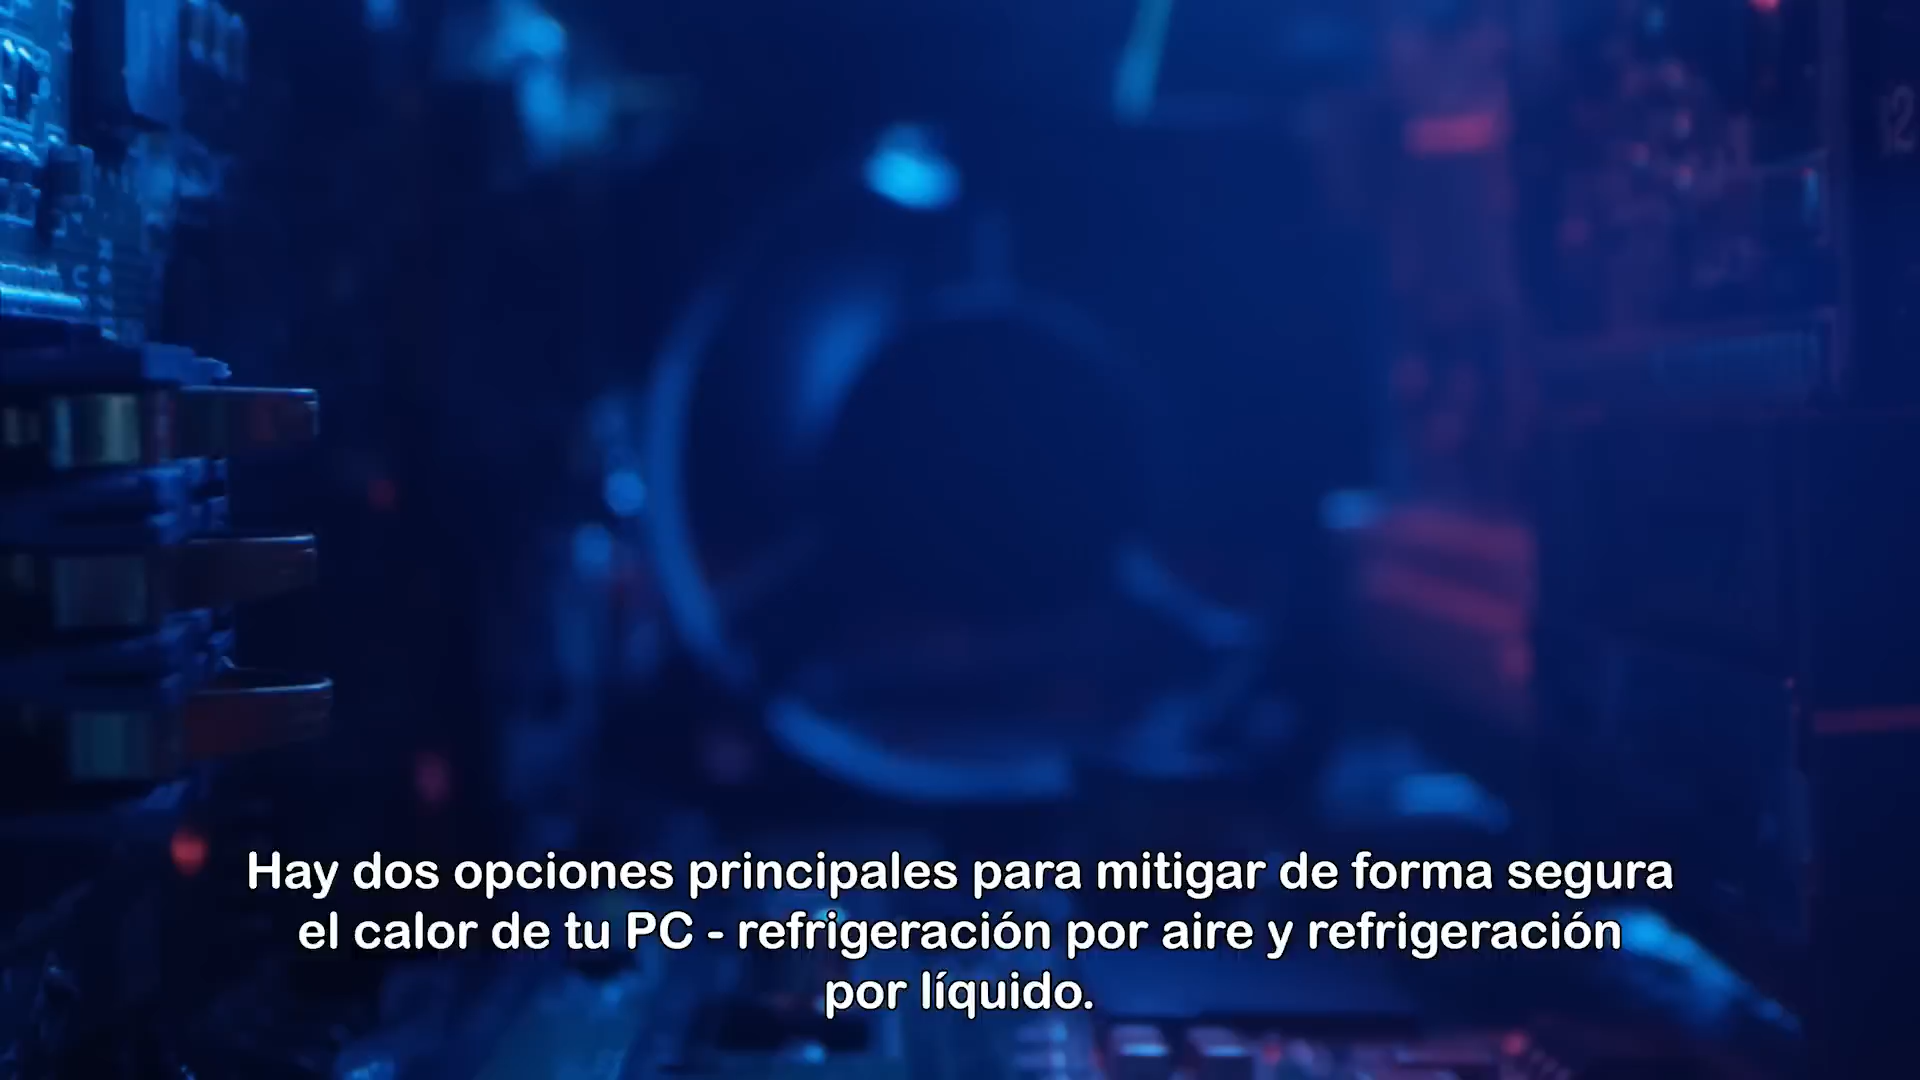 Hay dos opciones principales para mitigar de forma segura
el calor de tu PC - refrigeración por aire y refrigeración
por líquido.